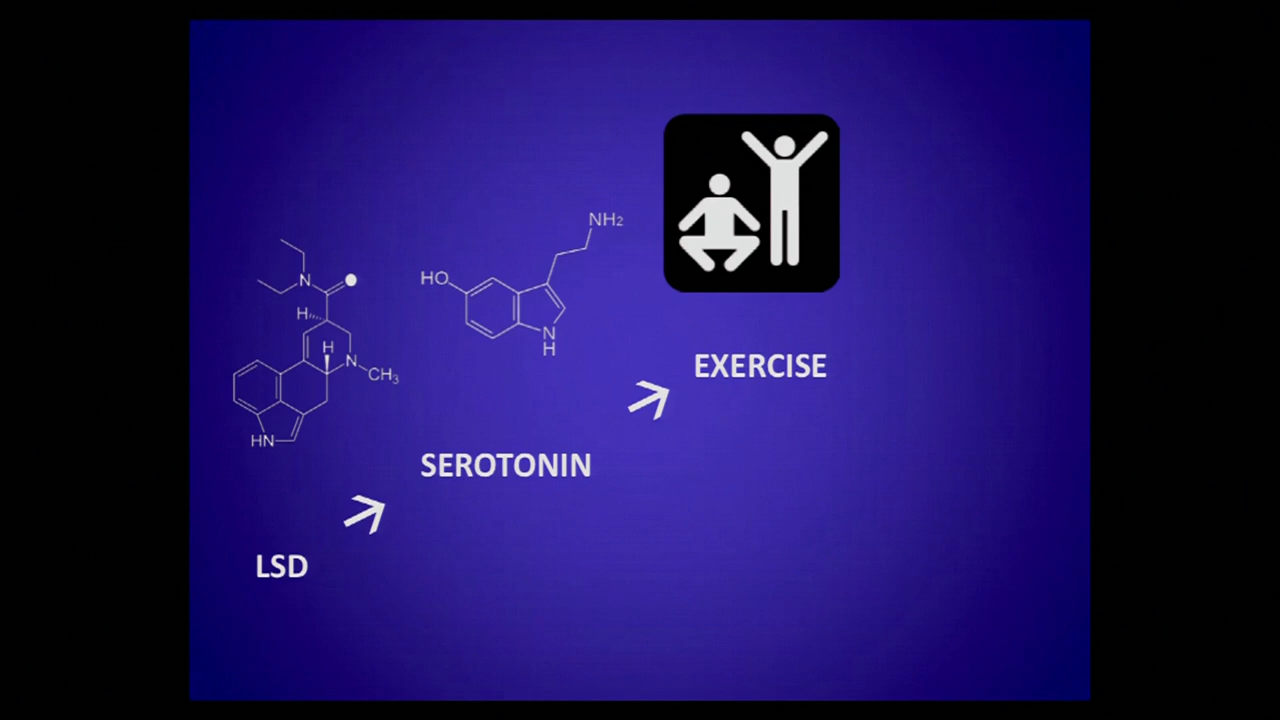 NH2
HO
N
H
N
H
H
N
CH3
HN
EXERCISE
SEROTONIN
LSD